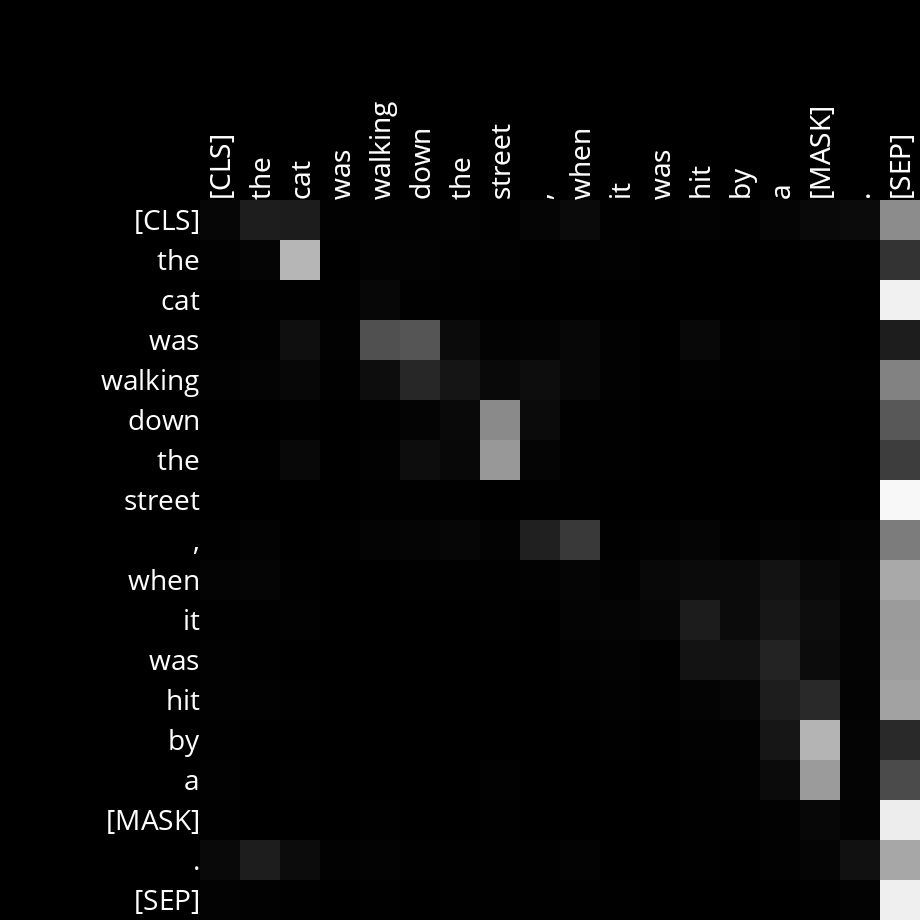 [CLS] the cat was walking down the street , when it was hit by a [MASK] . [SEP]
[CLS]
the
cat
was
walking
down
the
street
,
when
it
was
hit
by
a
[MASK]
.
[SEP]